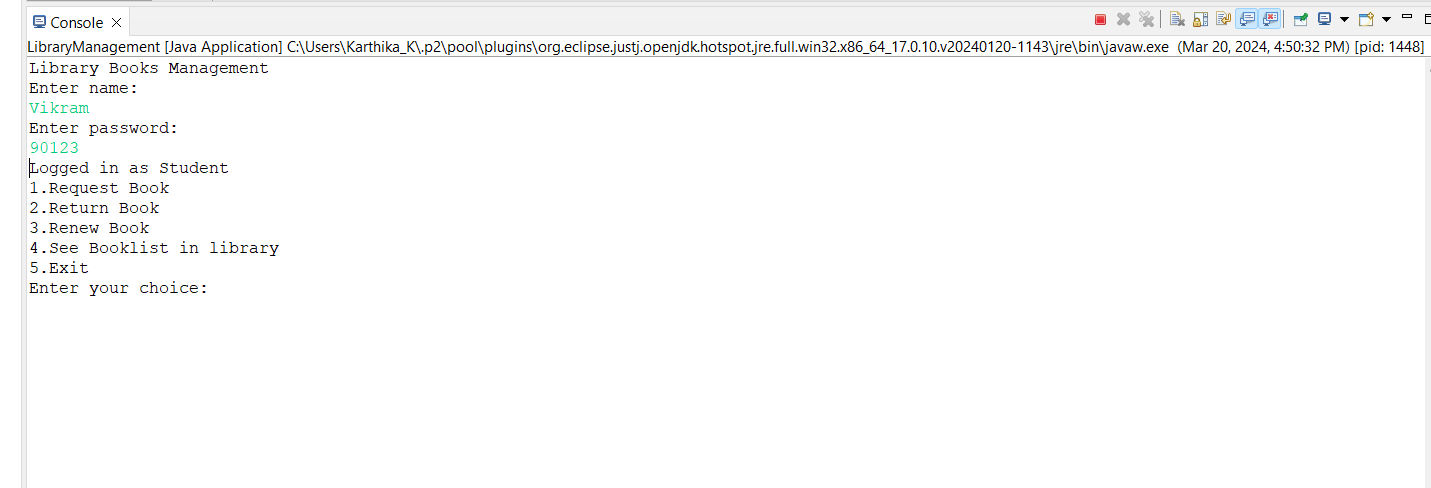 Console
LibraryManagement [Java Application] C:\Users\Karthika_K\.p2\pool\plugins\org.eclipse.justj.openjdk.hotspot.jre.full.win32.x86_64_17.0.10.v20240120-1143\jre\bin\javaw.exe (Mar 20, 2024, 4:50:32 PM) [pid: 1448]
Library Books Management
Enter name:
Vikram
Enter password:
90123
Logged in as Student
1.Request Book
2.Return Book
3.Renew Book
4.See Booklist in library
5.Exit
Enter your choice: